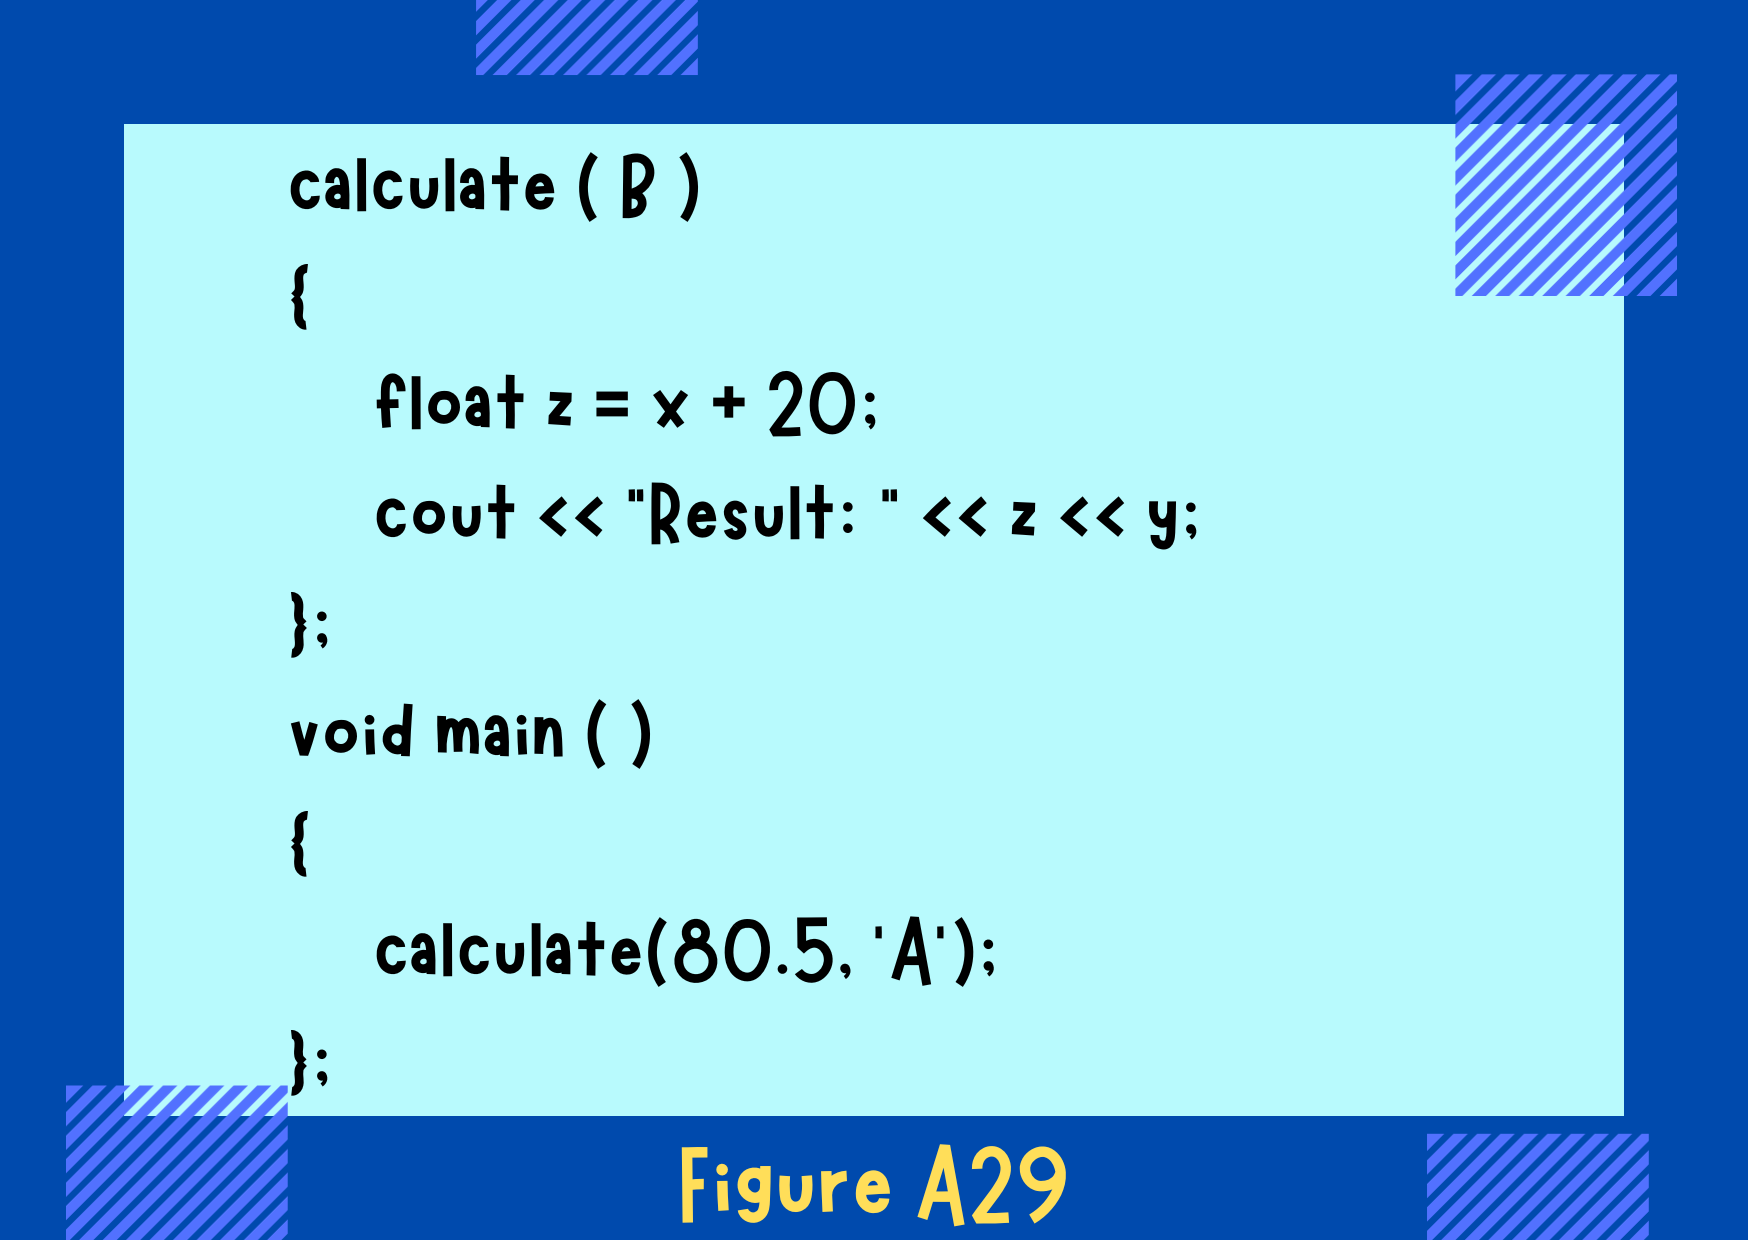 calculate ( B )
{
float z = x + 20;
cout << "Result: " << z << y;
};
void main ( )
{
calculate(80.5, 'A');
};
Figure A29